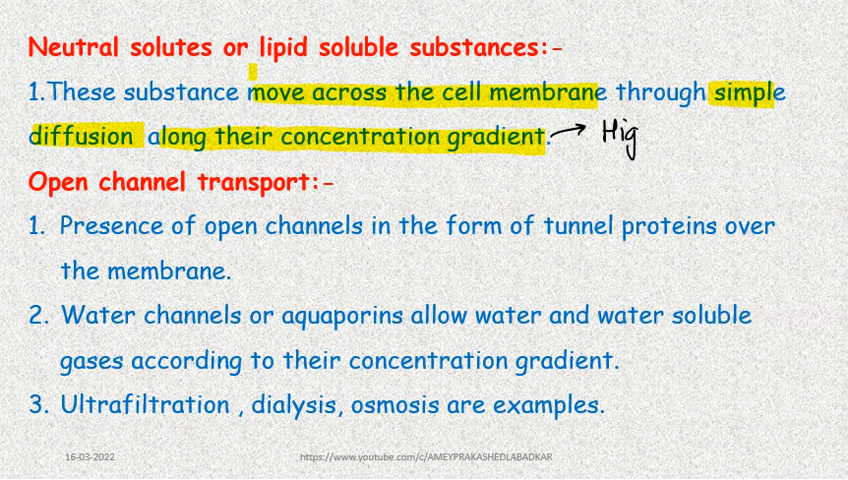 Neutral solutes or lipid soluble substances:-
1.These substance move across the cell membrane through simple
diffusion along their concentration gradient. → Hig
Open channel transport:-
1. Presence of open channels in the form of tunnel proteins over
the membrane.
2. Water channels or aquaporins allow water and water soluble
gases according to their concentration gradient.
3. Ultrafiltration , dialysis, osmosis are examples.
16-03-2022 https://www.youtube.com/c/AMEYPRAKASHEDLABADKAR